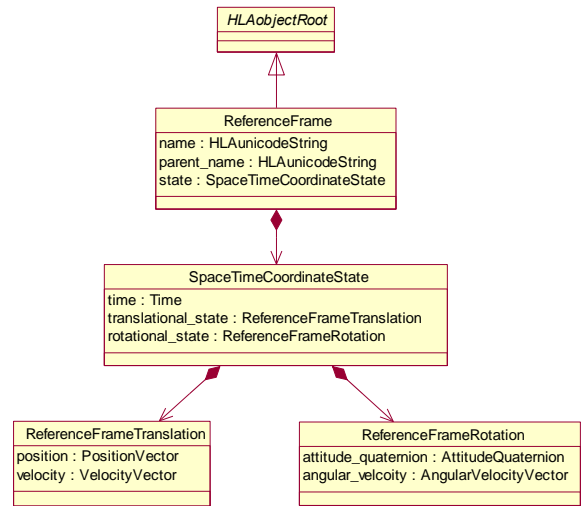 HLAobjectRoot
ReferenceFrame
name : HLAunicodeString
parent_name : HLAunicodeString
state : SpaceTimeCoordinateState
SpaceTimeCoordinateState
time : Time
translational_state : ReferenceFrameTranslation
rotational_state : ReferenceFrameRotation
ReferenceFrameTranslation
position : PositionVector
velocity : VelocityVector
ReferenceFrameRotation
attitude_quaternion : AttitudeQuaternion
angular_velcoity : AngularVelocityVector